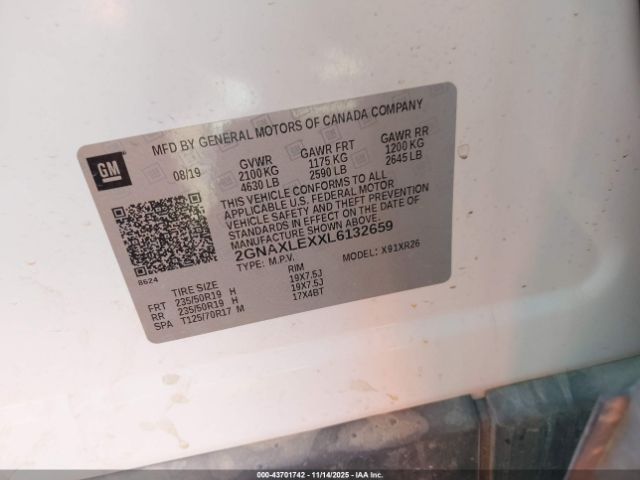 MFD BY GENERAL MOTORS OF CANADA COMPANY
GM
08/19 GVWR GAWR FRT GAWR RR
2100 KG 1175 KG 1200 KG
4630 LB 2590 LB 2645 LB
THIS VEHICLE CONFORMS TO ALL
APPLICABLE U.S. FEDERAL MOTOR
VEHICLE SAFETY AND THEFT PREVENTION
STANDARDS IN EFFECT ON THE DATE OF
MANUFACTURE SHOWN ABOVE.
2GNAXLEXXL6132659
TYPE: M.P.V. MODEL: X91XR26
8624
TIRE SIZE RIM
FRT 235/50R19 H 19X7.5J
RR 235/50R19 H 19X7.5J
SPA T125/70R17 M 17X4BT
000-43701742 - 11/14/2025 - IAA Inc.